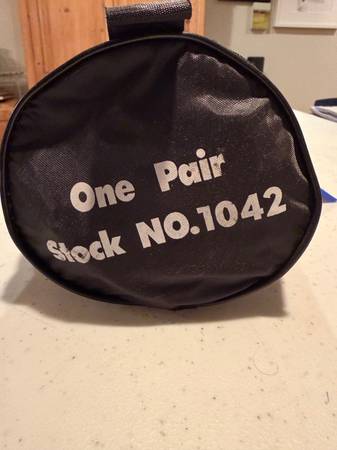 One Pair
Stock NO.1042